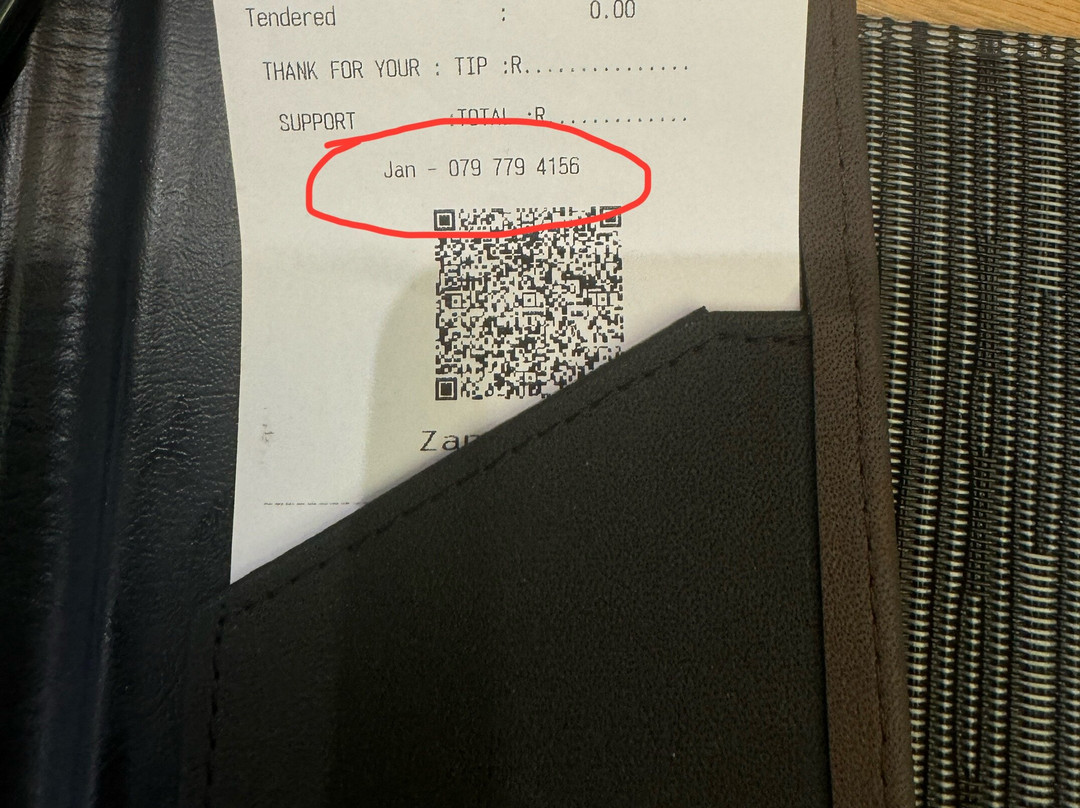 Tendered : 0.00
THANK FOR YOUR : TIP :R...............
SUPPORT :TOTAL :R.............
Jan - 079 779 4156